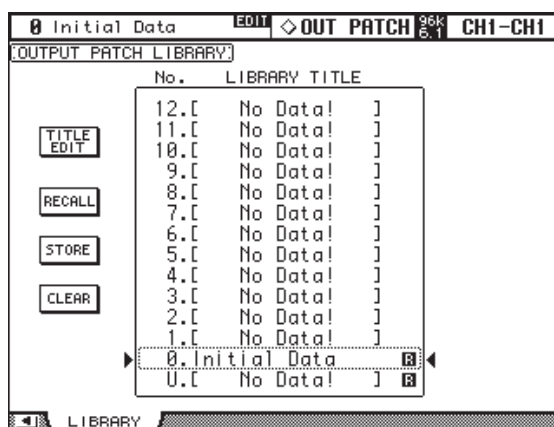 0 Initial Data EDIT ◇OUT PATCH 96k 6.1 CH1-CH1
OUTPUT PATCH LIBRARY
No. LIBRARY TITLE
12.[ No Data! ]
11.[ No Data! ]
10.[ No Data! ]
9.[ No Data! ]
8.[ No Data! ]
7.[ No Data! ]
6.[ No Data! ]
5.[ No Data! ]
4.[ No Data! ]
3.[ No Data! ]
2.[ No Data! ]
1.[ No Data! ]
0.Initial Data R
U.[ No Data! ] R
TITLE
EDIT
RECALL
STORE
CLEAR
LIBRARY